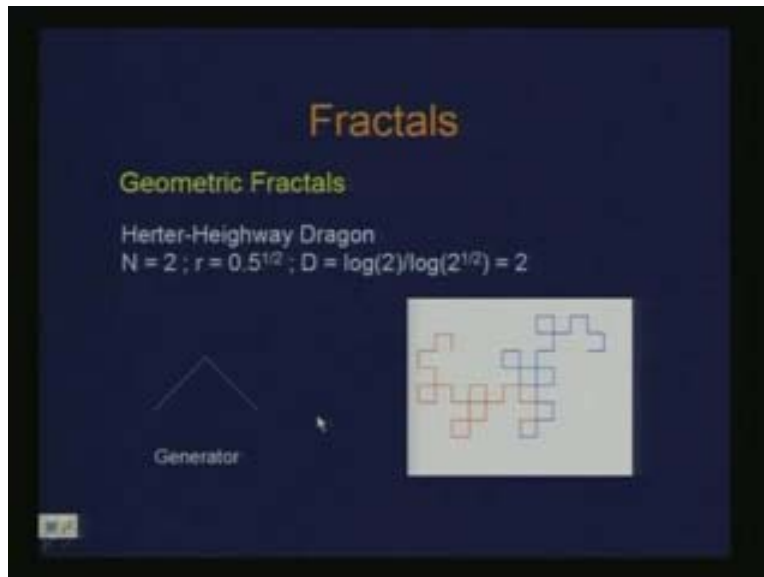 Fractals
Geometric Fractals
Herter-Heighway Dragon
N = 2 ; r = 0.5^1/2 ; D = log(2)/log(2^1/2) = 2
Generator